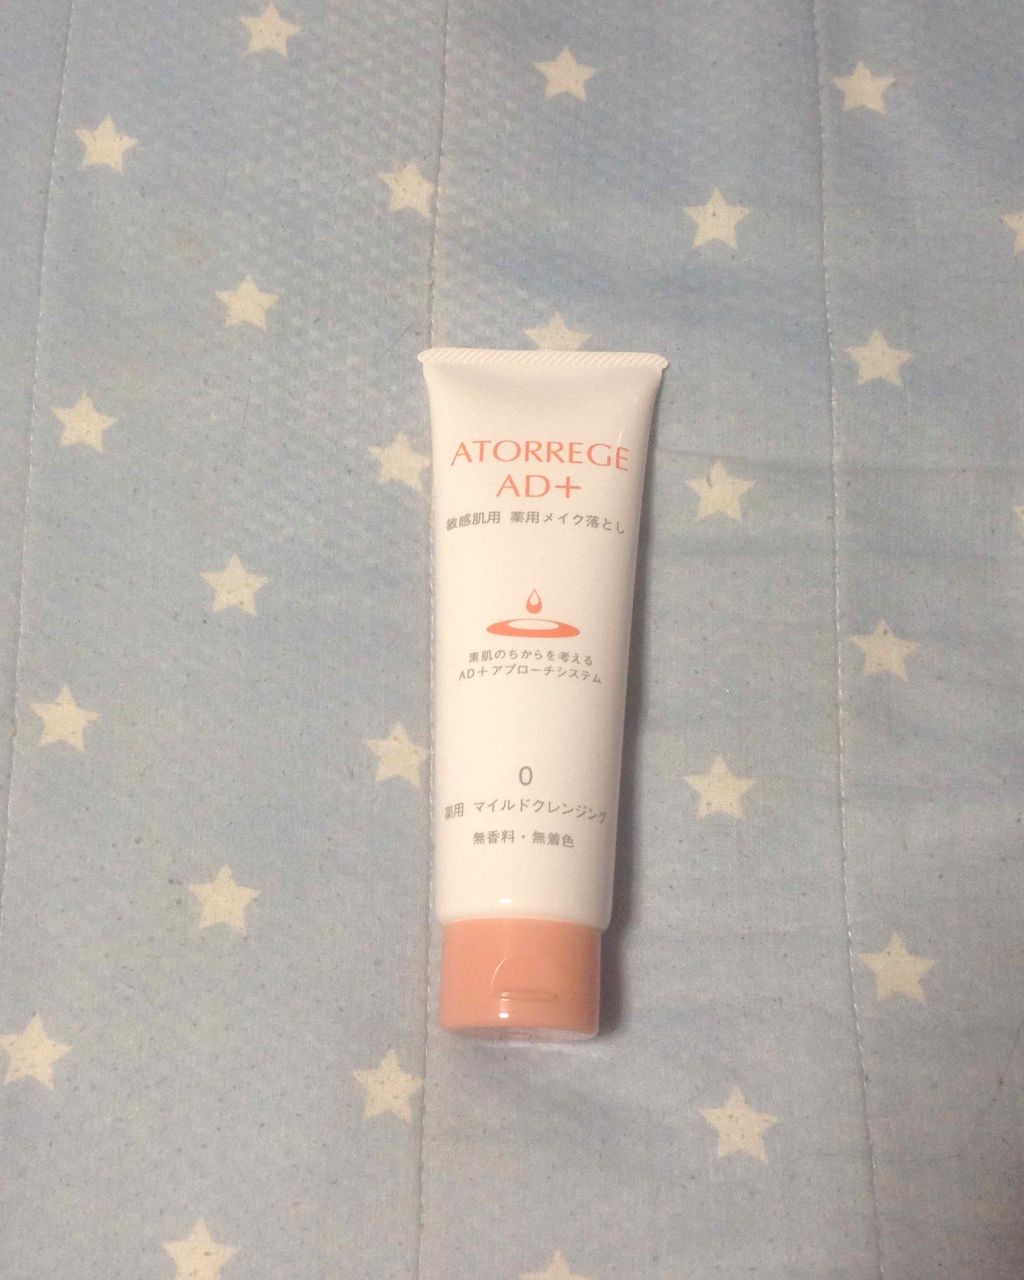 ATORREGE
AD+
敏感肌用 薬用メイク落とし
素肌のちからを考える
AD+アプローチシステム
0
薬用 マイルドクレンジング
無香料・無着色